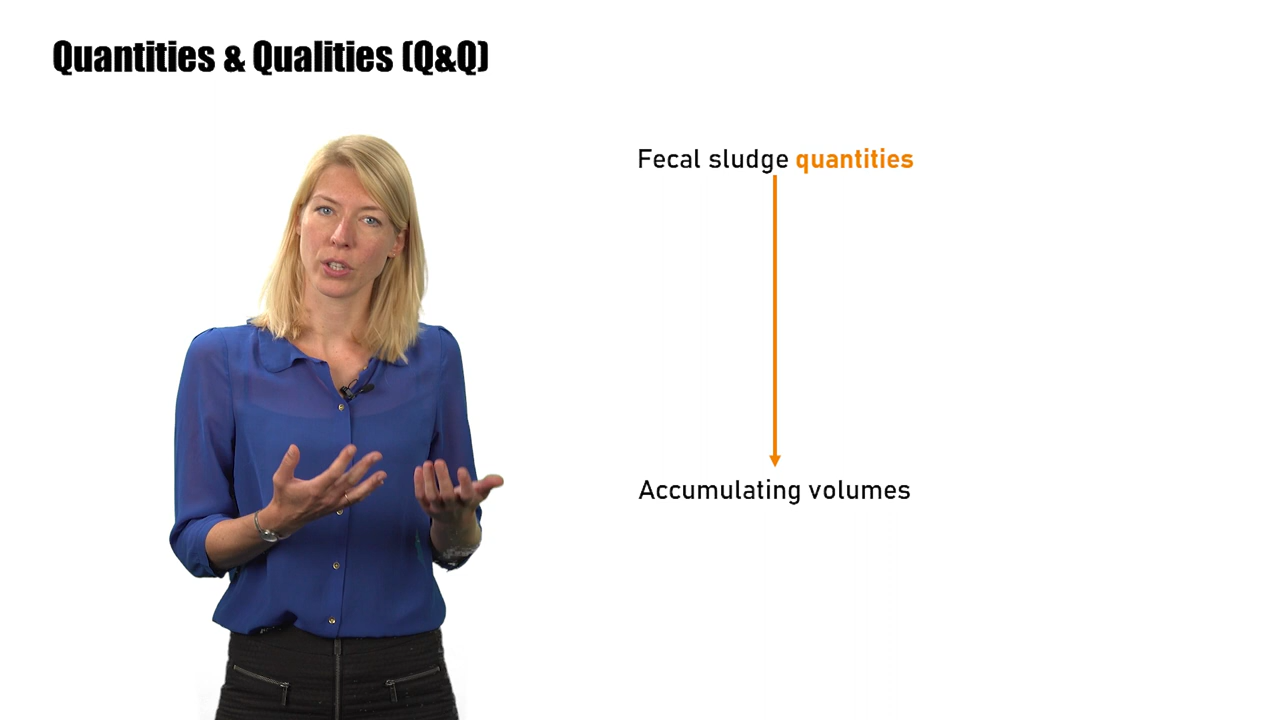 Quantities & Qualities (Q&Q)
Fecal sludge quantities
Accumulating volumes